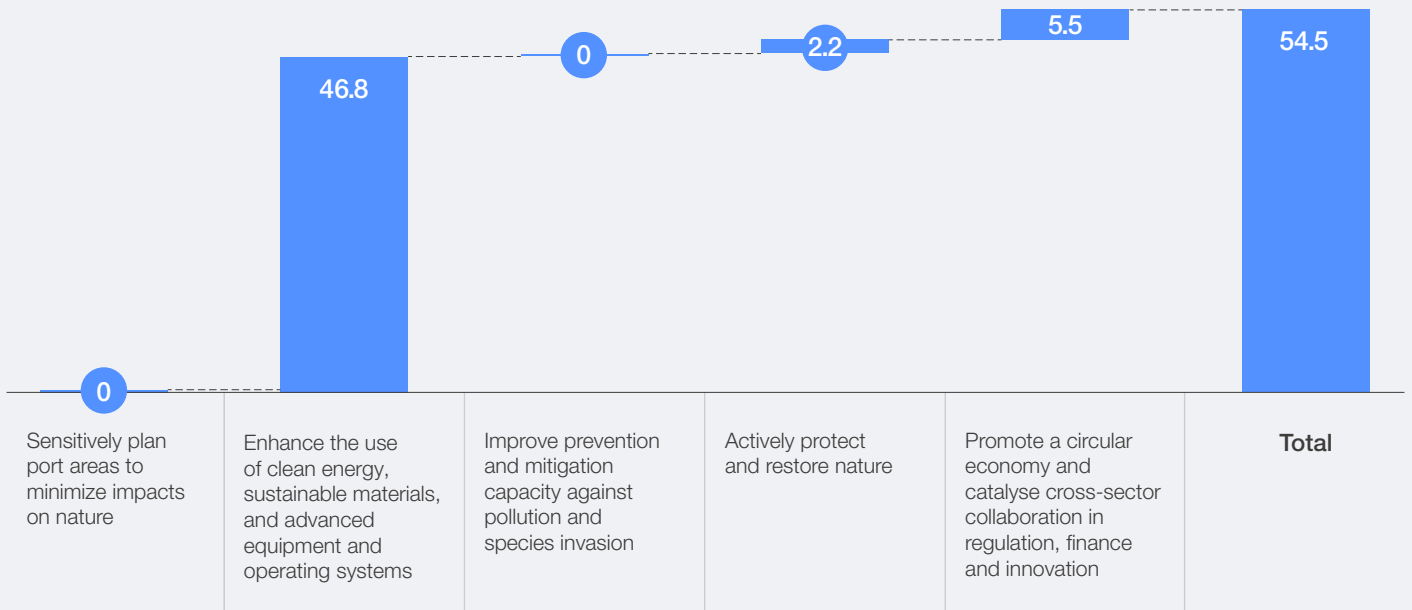 5.5
54.5
2.2
0
46.8
0
Sensitively plan
port areas to
minimize impacts
on nature
Enhance the use
of clean energy,
sustainable materials,
and advanced
equipment and
operating systems
Improve prevention
and mitigation
capacity against
pollution and
species invasion
Actively protect
and restore nature
Promote a circular
economy and
catalyse cross-sector
collaboration in
regulation, finance
and innovation
Total